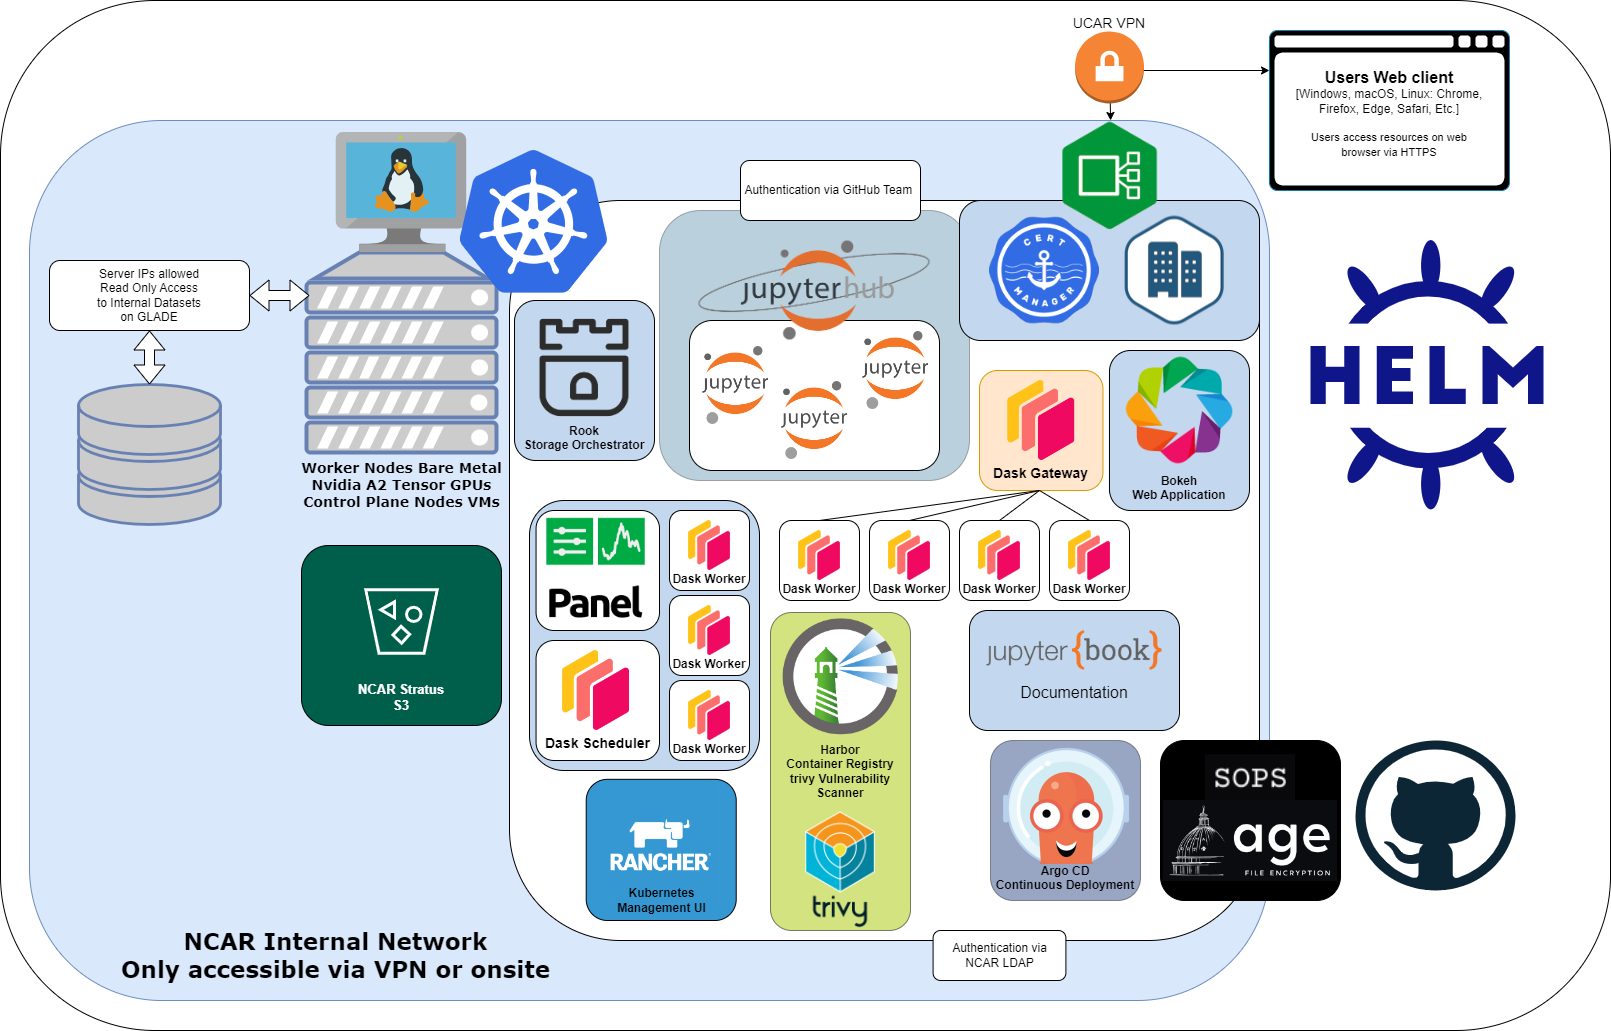 UCAR VPN
Users Web client
[Windows, macOS, Linux: Chrome,
Firefox, Edge, Safari, Etc.]
Users access resources on web
browser via HTTPS
Authentication via GitHub Team
CERT
MANAGER
jupyterhub
jupyter
jupyter
jupyter
Server IPs allowed
Read Only Access
to Internal Datasets
on GLADE
Worker Nodes Bare Metal
Nvidia A2 Tensor GPUs
Control Plane Nodes VMs
Rook
Storage Orchestrator
Dask Gateway
Bokeh
Web Application
HELM
Panel
Dask Worker
Dask Worker
Dask Worker
Dask Scheduler
Dask Worker
Dask Worker
Dask Worker
Dask Worker
NCAR Stratus
S3
jupyter {book}
Documentation
Harbor
Container Registry
trivy Vulnerability
Scanner
trivy
RANCHER
Kubernetes
Management UI
Argo CD
Continuous Deployment
SOPS
age
FILE ENCRYPTION
NCAR Internal Network
Only accessible via VPN or onsite
Authentication via
NCAR LDAP